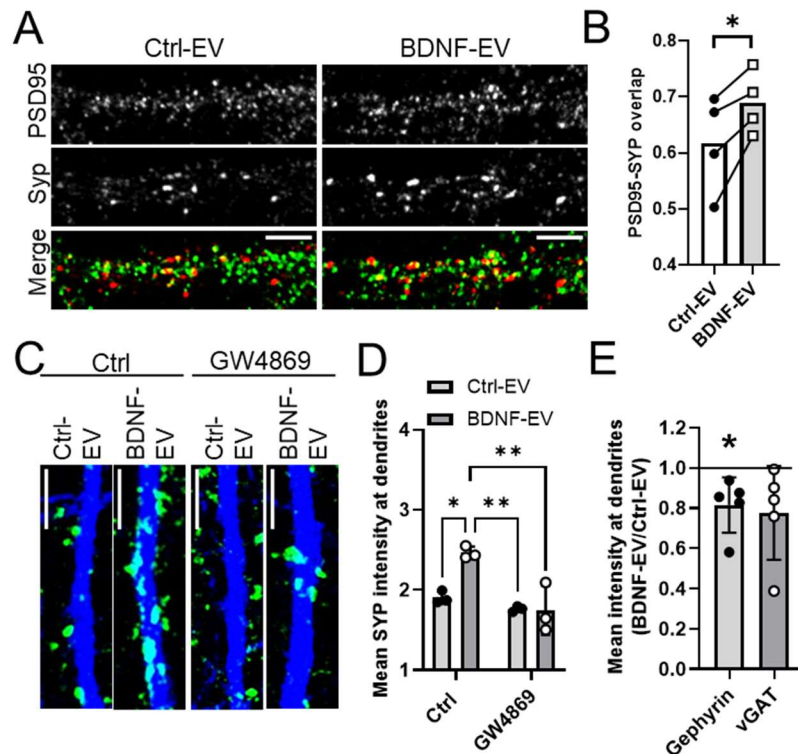 A
Ctrl-EV
BDNF-EV
PSD95
Syp
Merge
B
*
PSD95-SYP overlap
0.8
0.7
0.6
0.5
0.4
Ctrl-EV
BDNF-EV
C
Ctrl
GW4869
Ctrl-
EV
BDNF-
EV
Ctrl-
EV
BDNF-
EV
D
Ctrl-EV
BDNF-EV
Mean SYP intensity at dendrites
4
3
2
1
**
*
**
Ctrl
GW4869
E
Mean intensity at dendrites
(BDNF-EV/Ctrl-EV)
1.2
1.0
0.8
0.6
0.4
0.2
0.0
*
Gephyrin
vGAT